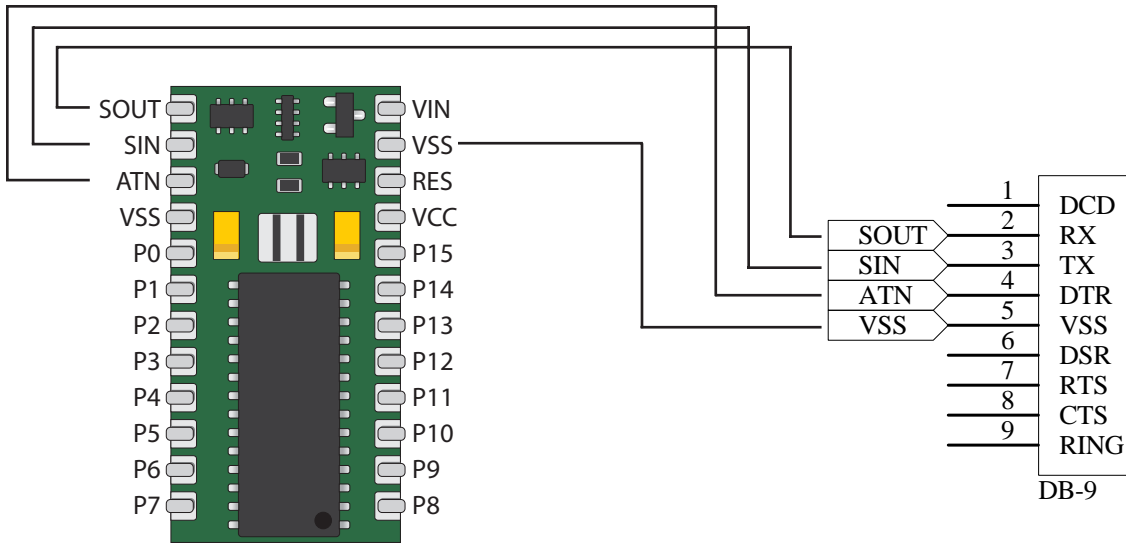 SOUT
SIN
ATN
VSS
P0
P1
P2
P3
P4
P5
P6
P7
VIN
VSS
RES
VCC
P15
P14
P13
P12
P11
P10
P9
P8
SOUT
SIN
ATN
VSS
1 DCD
2 RX
3 TX
4 DTR
5 VSS
6 DSR
7 RTS
8 CTS
9 RING
DB-9